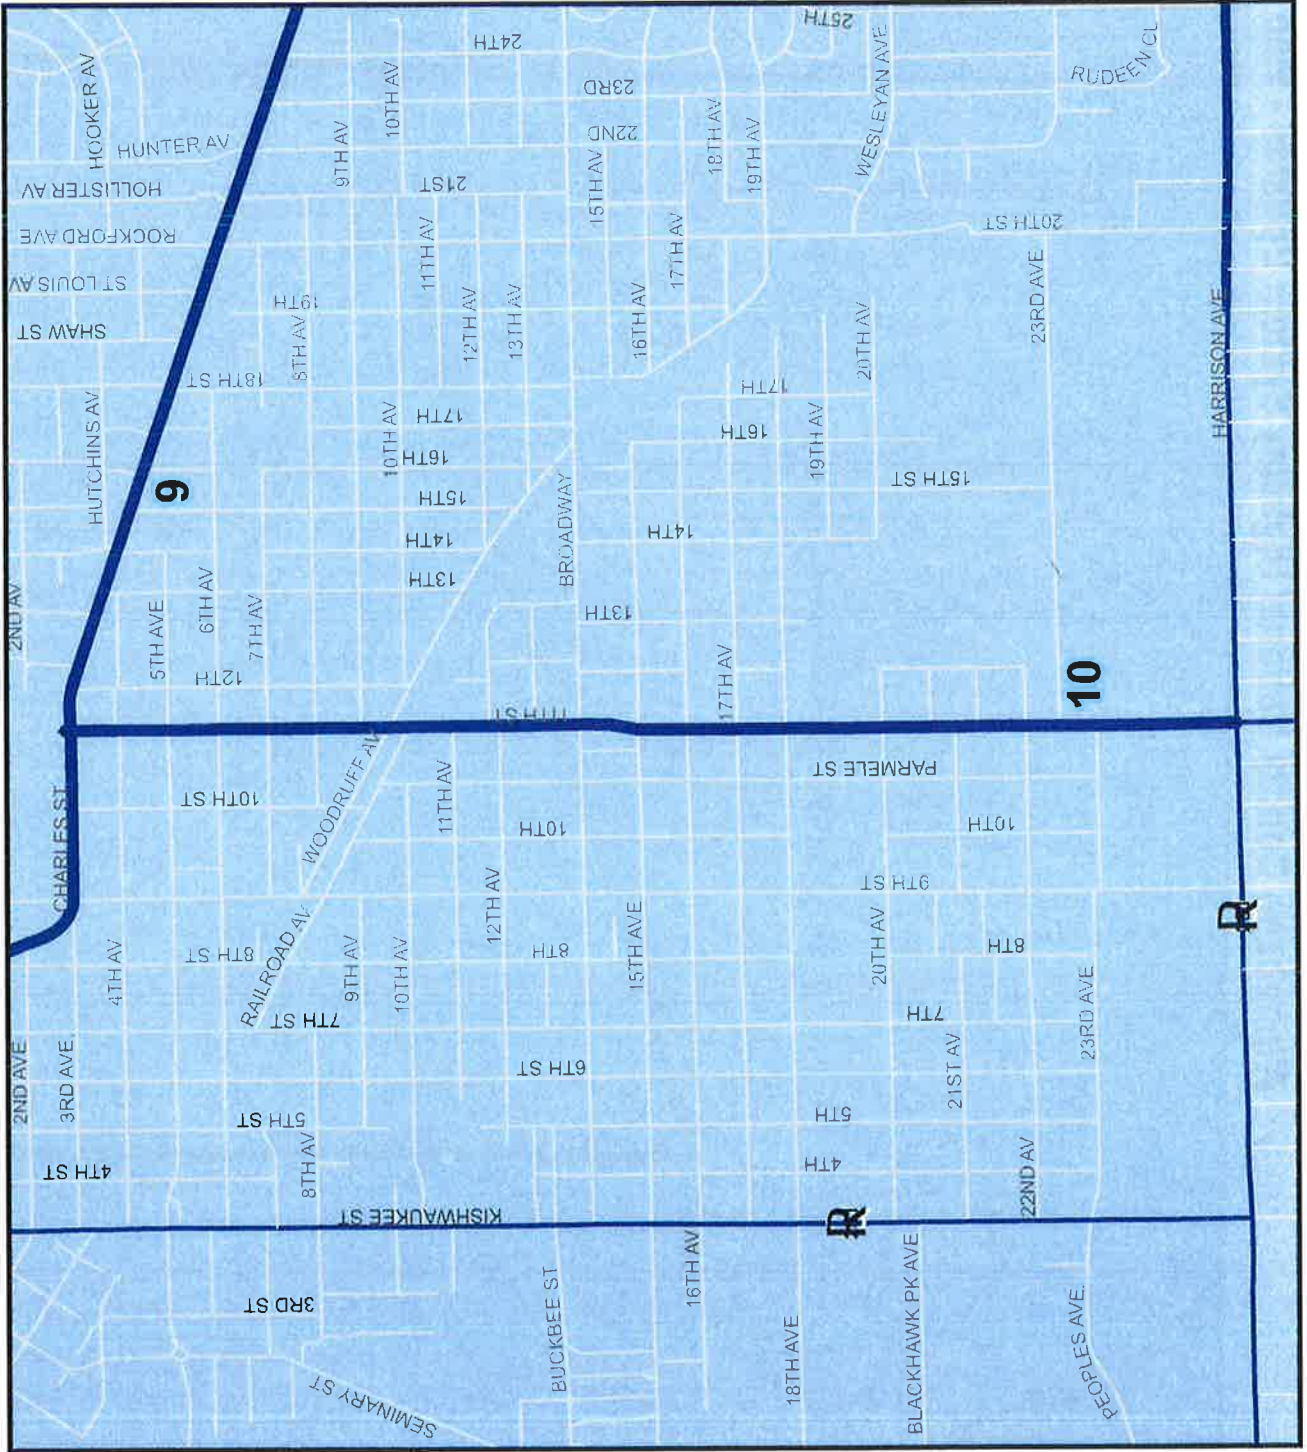 24TH
25TH
23RD
22ND
HOOKER AV
HUNTER AV
HOLLISTER AV
ROCKFORD AVE
ST LOUIS AV
SHAW ST
9TH AV
10TH AV
21ST
15TH AV
18TH AV
19TH AV
WESLEYAN AVE
RUDEEN CL
11TH AV
17TH AV
20TH ST
19TH
8TH AV
12TH AV
13TH AV
16TH AV
20TH AV
23RD AVE
HARRISON AVE
18TH ST
HUTCHINS AV
10TH AV
17TH
16TH
15TH
14TH
13TH
17TH
16TH
19TH AV
15TH ST
9
BROADWAY
14TH
13TH
2ND AV
5TH AVE
6TH AV
7TH AV
12TH
17TH AV
10
11TH ST
CHARLES ST
10TH ST
WOODRUFF AV
11TH AV
10TH
PARMELE ST
10TH
9TH ST
12TH AV
4TH AV
8TH ST
RAILROAD AV
9TH AV
10TH AV
8TH
15TH AVE
20TH AV
8TH
7TH ST
7TH
23RD AVE
2ND AVE
3RD AVE
6TH ST
21ST AV
5TH ST
5TH
4TH ST
8TH AV
4TH
22ND AV
KISHWAUKEE ST
3RD ST
BUCKBEE ST
16TH AV
18TH AVE
BLACKHAWK PK AVE
PEOPLES AVE
SEMINARY ST